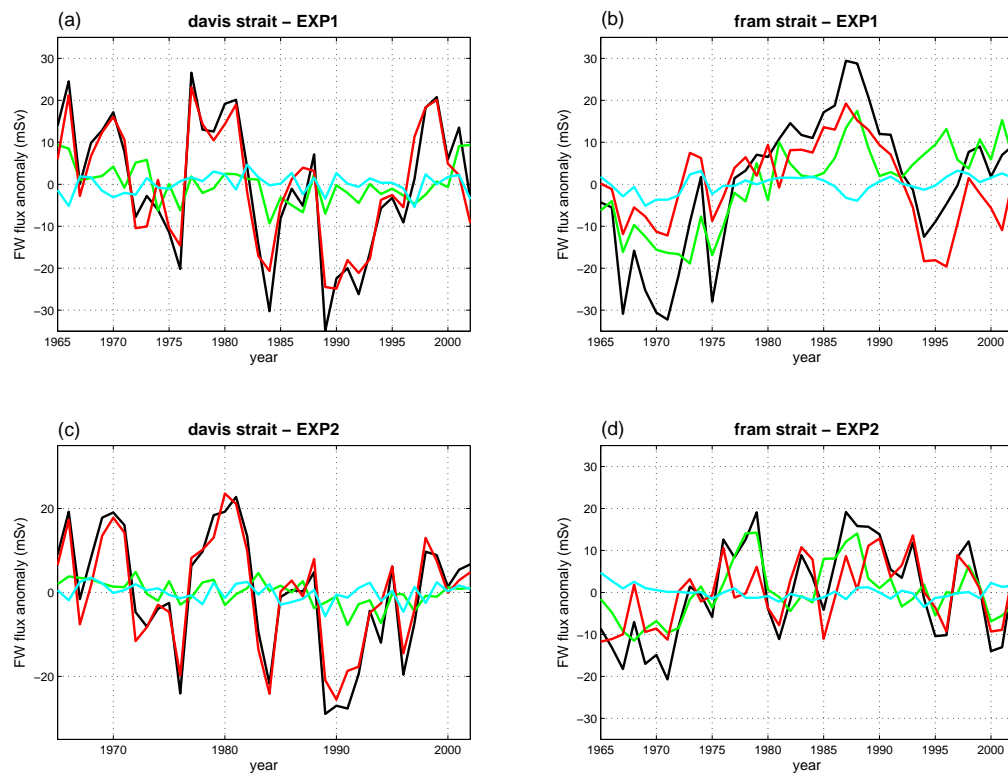 (a)
davis strait – EXP1
FW flux anomaly (mSv)
30
20
10
0
−10
−20
−30
1965 1970 1975 1980 1985 1990 1995 2000
year
(b)
fram strait – EXP1
FW flux anomaly (mSv)
30
20
10
0
−10
−20
−30
1965 1970 1975 1980 1985 1990 1995 2000
year
(c)
davis strait – EXP2
FW flux anomaly (mSv)
20
0
−20
1970 1980 1990 2000
year
(d)
fram strait – EXP2
FW flux anomaly (mSv)
30
20
10
0
−10
−20
−30
1965 1970 1975 1980 1985 1990 1995 2000
year